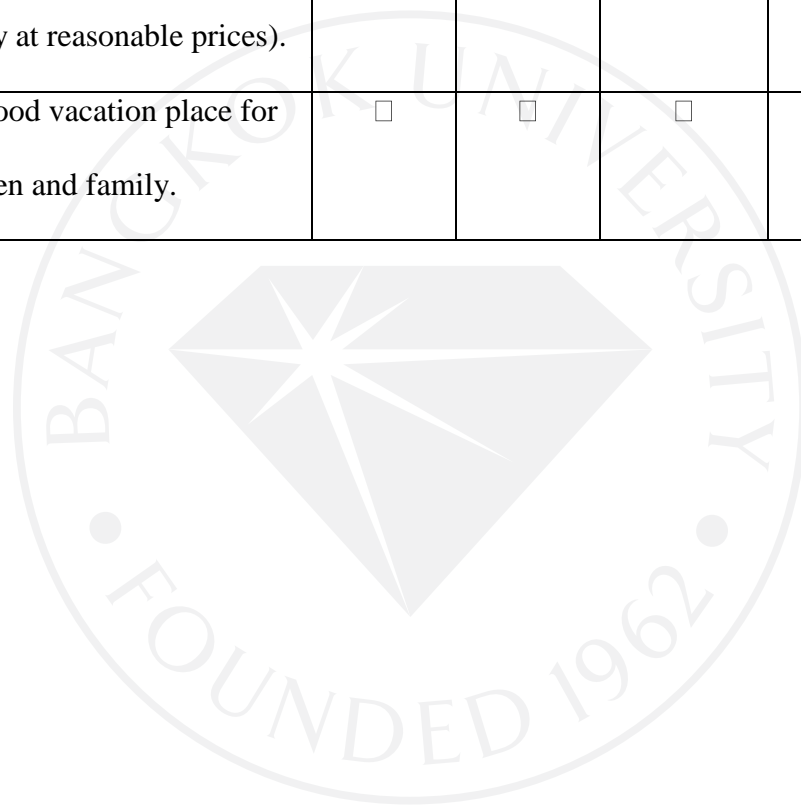 y at reasonable prices).
ood vacation place for □ □ □
en and family.
BANGKOK UNIVERSITY
• FOUNDED 1962 •